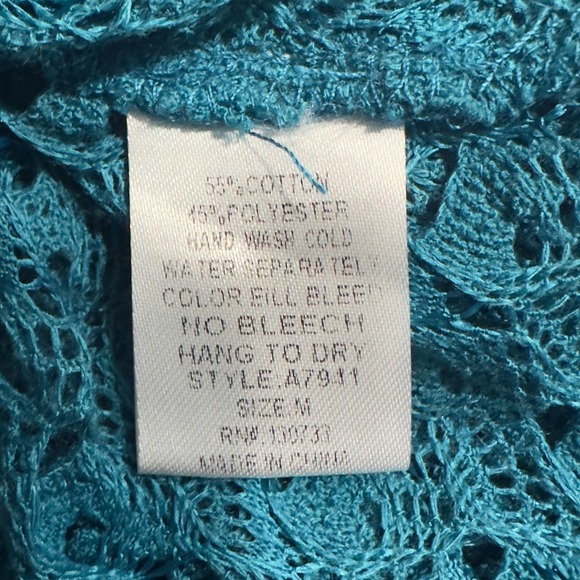 55%COTTON
45%POLYESTER
HAND WASH COLD
WATER SEPARATELY
COLOR BILL BLEED
NO BLEECH
HANG TO DRY
STYLE.A7941
SIZE.M
RN#.130733
MADE IN CHINA